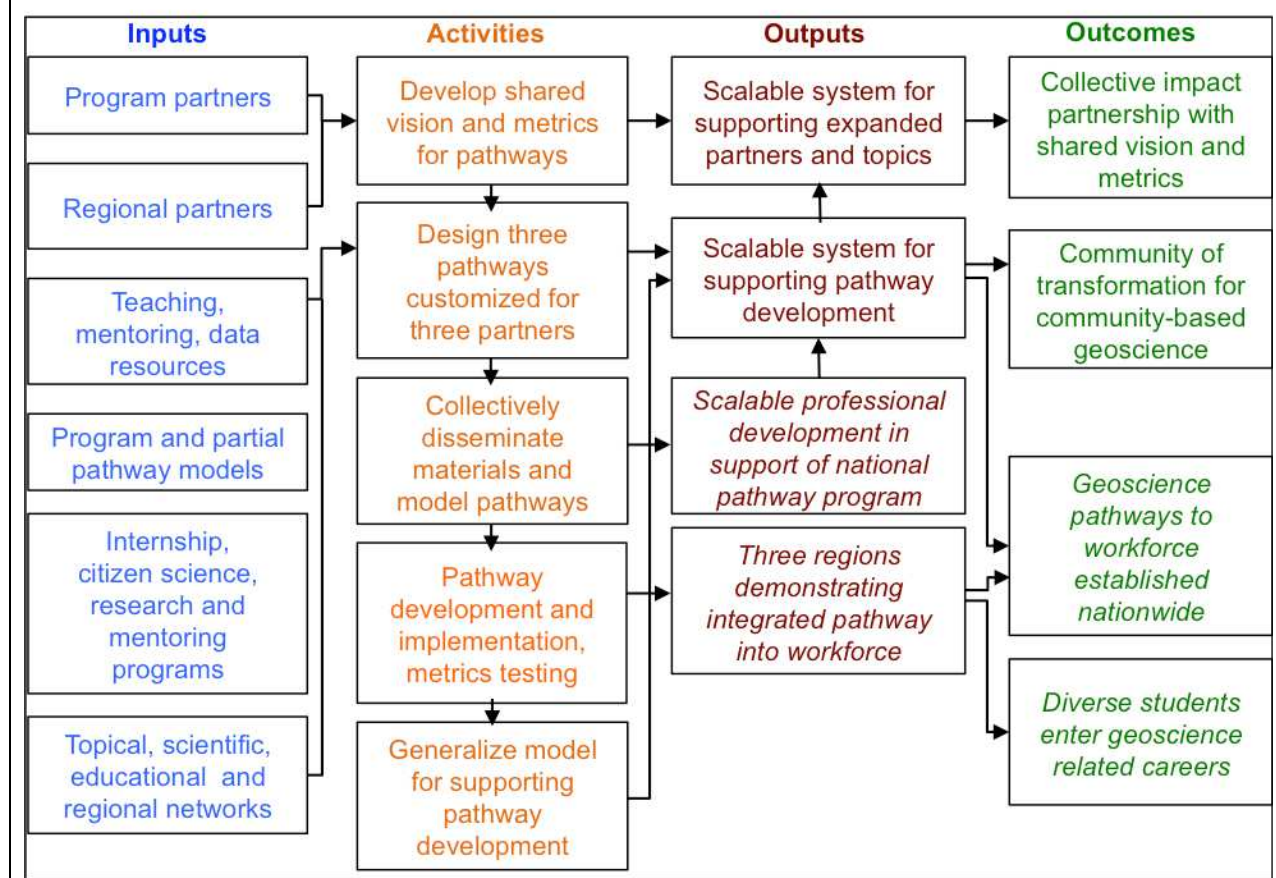 Inputs
Activities
Outputs
Outcomes
Program partners
Regional partners
Teaching,
mentoring, data
resources
Program and partial
pathway models
Internship,
citizen science,
research and
mentoring
programs
Topical, scientific,
educational and
regional networks
Develop shared
vision and metrics
for pathways
Design three
pathways
customized for
three partners
Collectively
disseminate
materials and
model pathways
Pathway
development and
implementation,
metrics testing
Generalize model
for supporting
pathway
development
Scalable system for
supporting expanded
partners and topics
Scalable system for
supporting pathway
development
Scalable professional
development in
support of national
pathway program
Three regions
demonstrating
integrated pathway
into workforce
Collective impact
partnership with
shared vision and
metrics
Community of
transformation for
community-based
geoscience
Geoscience
pathways to
workforce
established
nationwide
Diverse students
enter geoscience
related careers